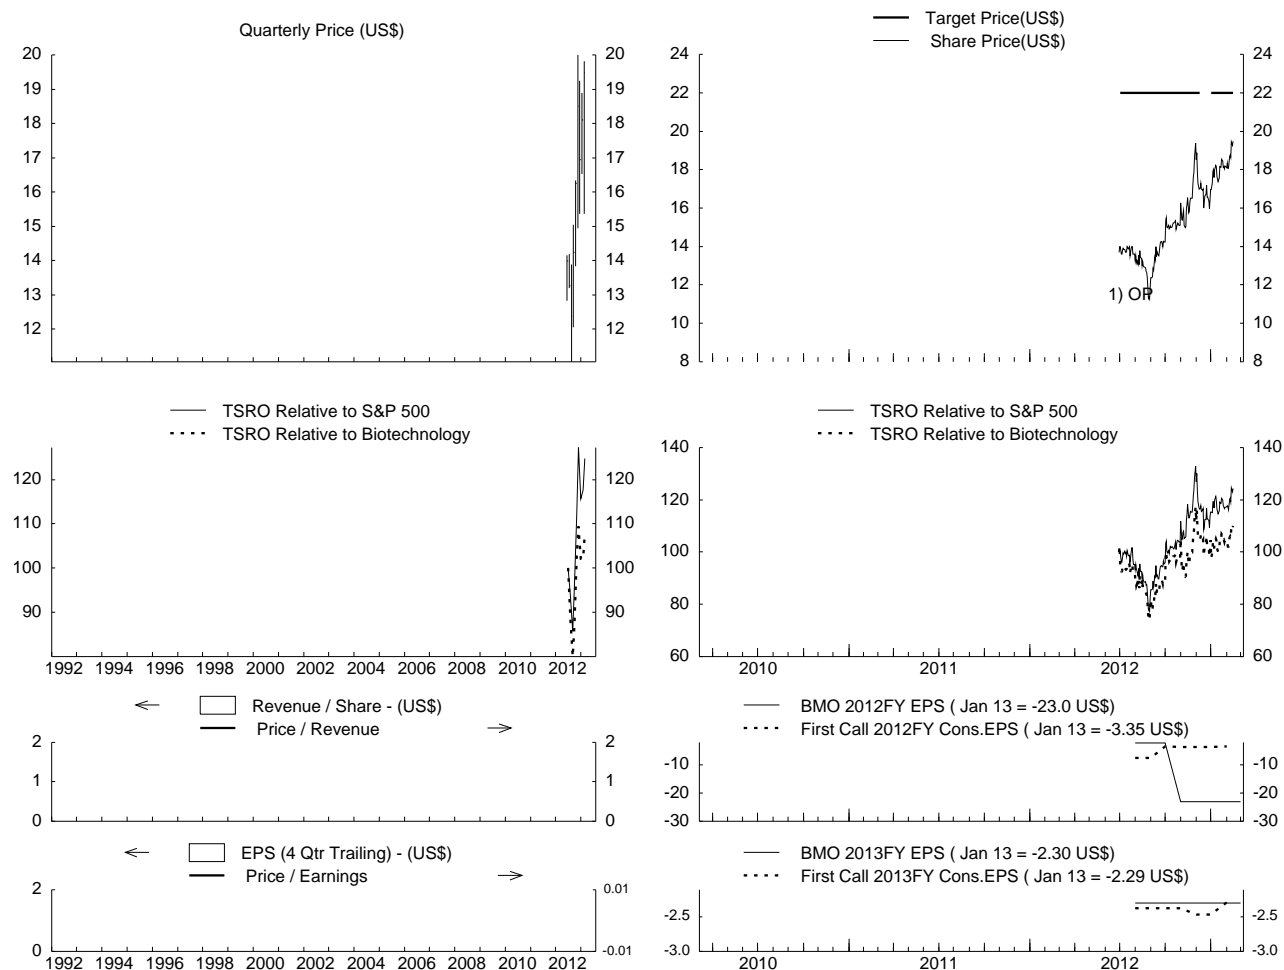 Quarterly Price (US$)
20 20
19 19
18 18
17 17
16 16
15 15
14 14
13 13
12 12
Target Price(US$)
Share Price(US$)
24 24
22 22
20 20
18 18
16 16
14 14
12 12
10 10
8 8
1) OP
TSRO Relative to S&P 500
TSRO Relative to Biotechnology
120 120
110 110
100 100
90 90
1992 1994 1996 1998 2000 2002 2004 2006 2008 2010 2012
TSRO Relative to S&P 500
TSRO Relative to Biotechnology
140 140
120 120
100 100
80 80
60 60
2010 2011 2012
Revenue / Share - (US$)
Price / Revenue
2 2
1 1
0 0
BMO 2012FY EPS ( Jan 13 = -23.0 US$)
First Call 2012FY Cons.EPS ( Jan 13 = -3.35 US$)
-10 -10
-20 -20
-30 -30
EPS (4 Qtr Trailing) - (US$)
Price / Earnings
2 0.01
0 -0.01
1992 1994 1996 1998 2000 2002 2004 2006 2008 2010 2012
BMO 2013FY EPS ( Jan 13 = -2.30 US$)
First Call 2013FY Cons.EPS ( Jan 13 = -2.29 US$)
-2.5 -2.5
-3.0 -3.0
2010 2011 2012